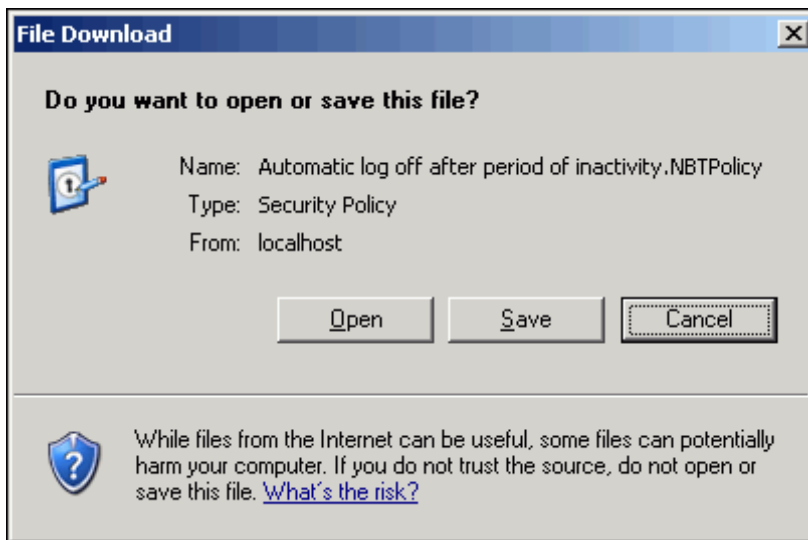 File Download
Do you want to open or save this file?
Name: Automatic log off after period of inactivity.NBTPolicy
Type: Security Policy
From: localhost
Open Save Cancel
While files from the Internet can be useful, some files can potentially
harm your computer. If you do not trust the source, do not open or
save this file. What's the risk?